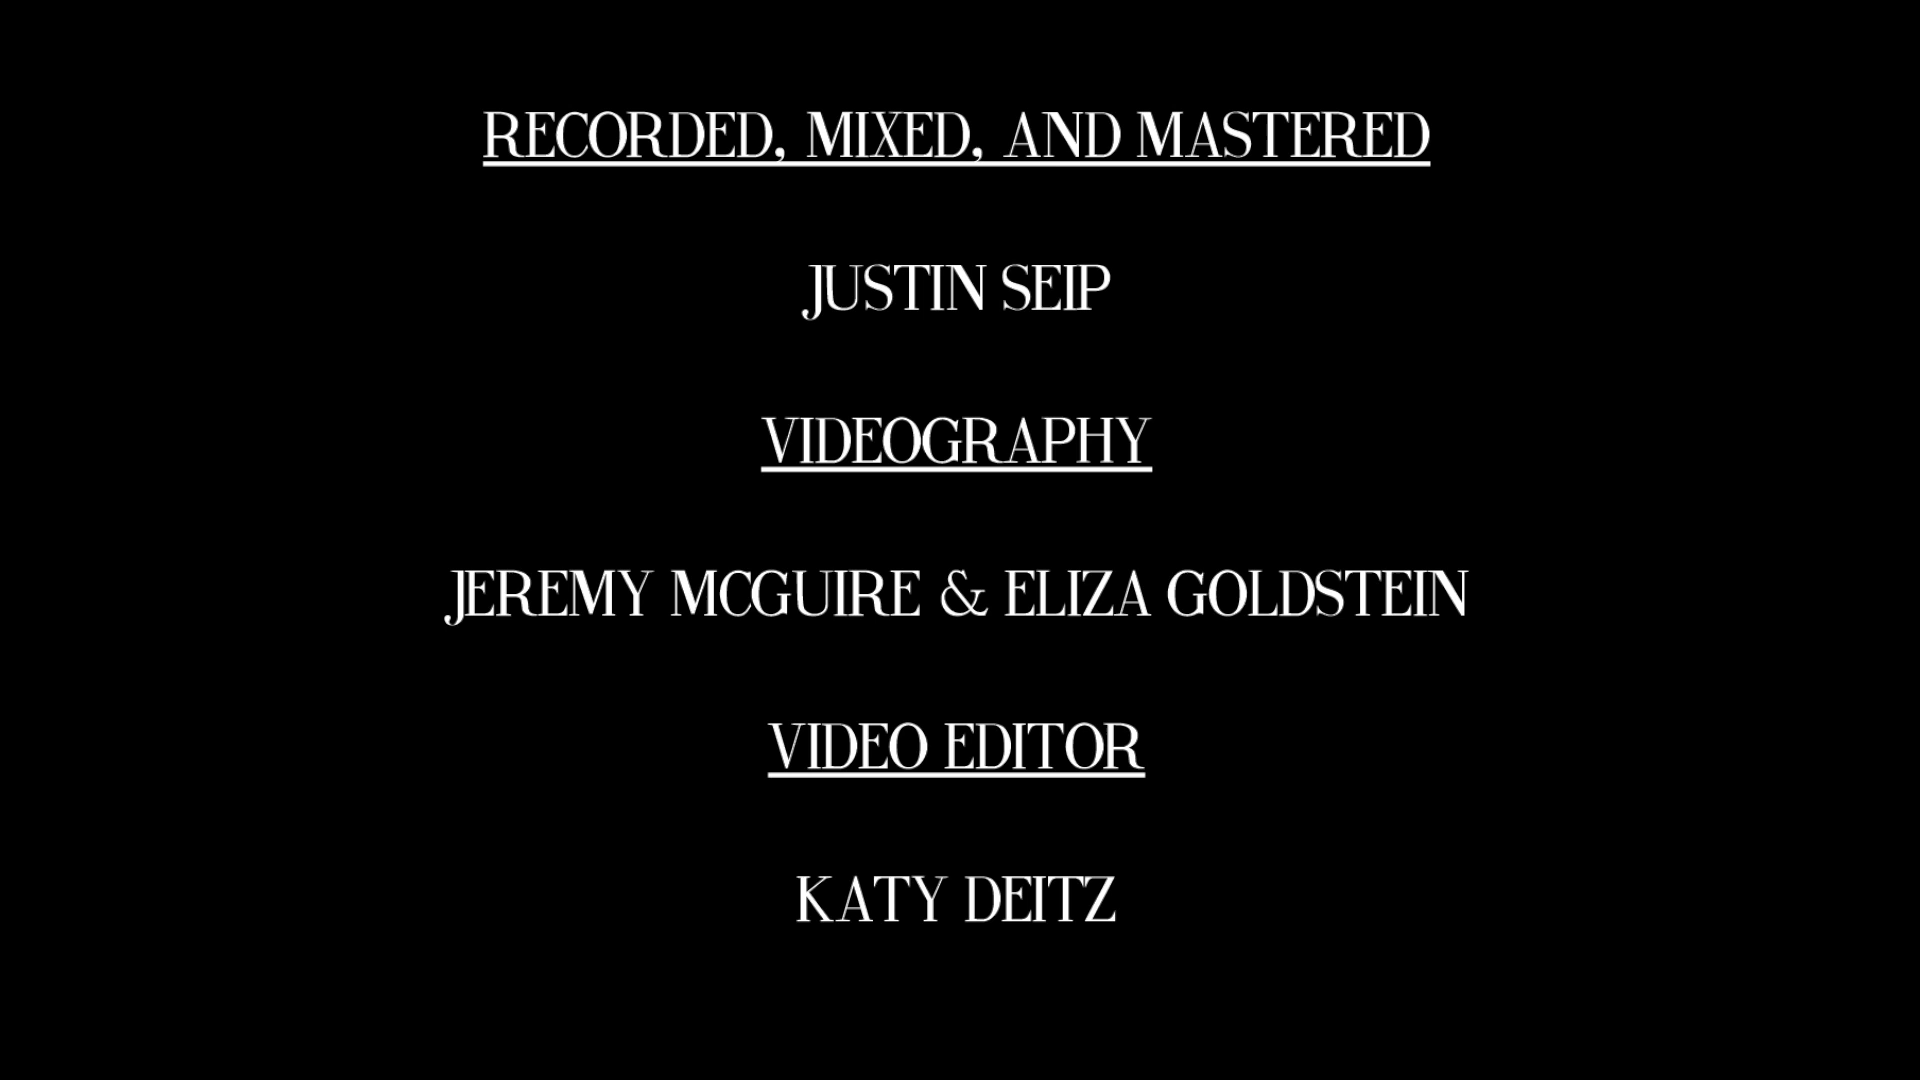 RECORDED, MIXED, AND MASTERED
JUSTIN SEIP
VIDEOGRAPHY
JEREMY MCGUIRE & ELIZA GOLDSTEIN
VIDEO EDITOR
KATY DEITZ